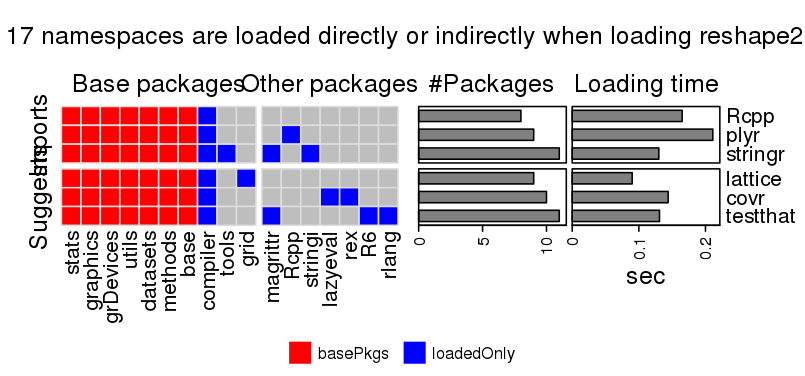 17 namespaces are loaded directly or indirectly when loading reshape2
Base packages
Other packages
#Packages
Loading time
Imports
Suggests
Rcpp
plyr
stringr
lattice
covr
testthat
stats
graphics
grDevices
utils
datasets
methods
base
compiler
tools
grid
magrittr
Rcpp
stringi
lazyeval
rex
R6
rlang
0
5
10
0
0.1
0.2
sec
basePkgs
loadedOnly